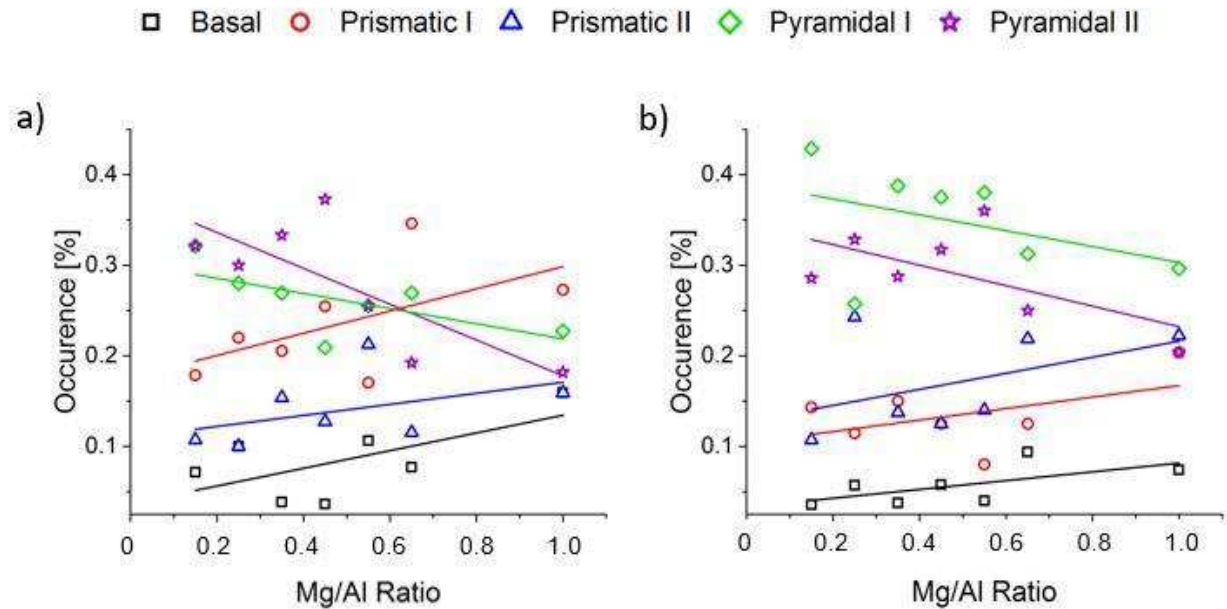 Basal Prismatic I Prismatic II Pyramidal I Pyramidal II
a)
b)
Occurence [%]
0.4
0.3
0.2
0.1
0 0.2 0.4 0.6 0.8 1.0
Mg/Al Ratio
Occurence [%]
0.4
0.3
0.2
0.1
0 0.2 0.4 0.6 0.8 1.0
Mg/Al Ratio